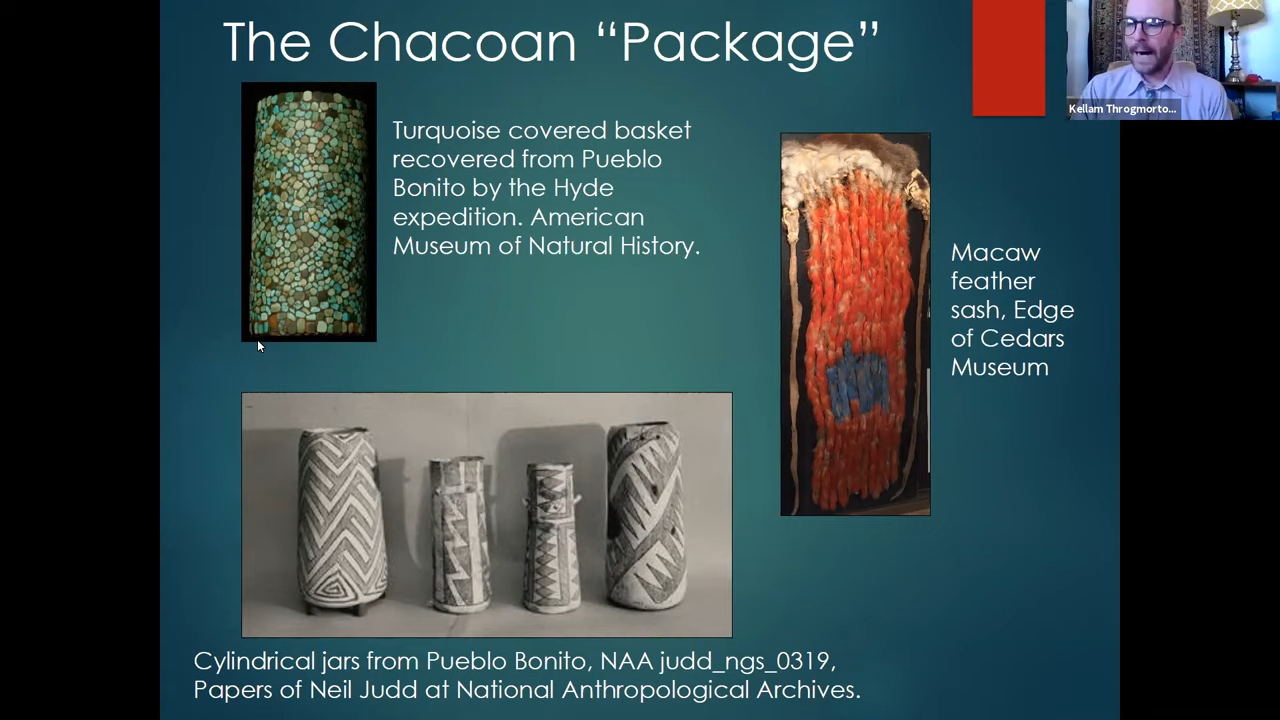 The Chacoan “Package”
Kellam Throgmorto...
Turquoise covered basket
recovered from Pueblo
Bonito by the Hyde
expedition. American
Museum of Natural History.
Macaw
feather
sash, Edge
of Cedars
Museum
Cylindrical jars from Pueblo Bonito, NAA judd_ngs_0319,
Papers of Neil Judd at National Anthropological Archives.